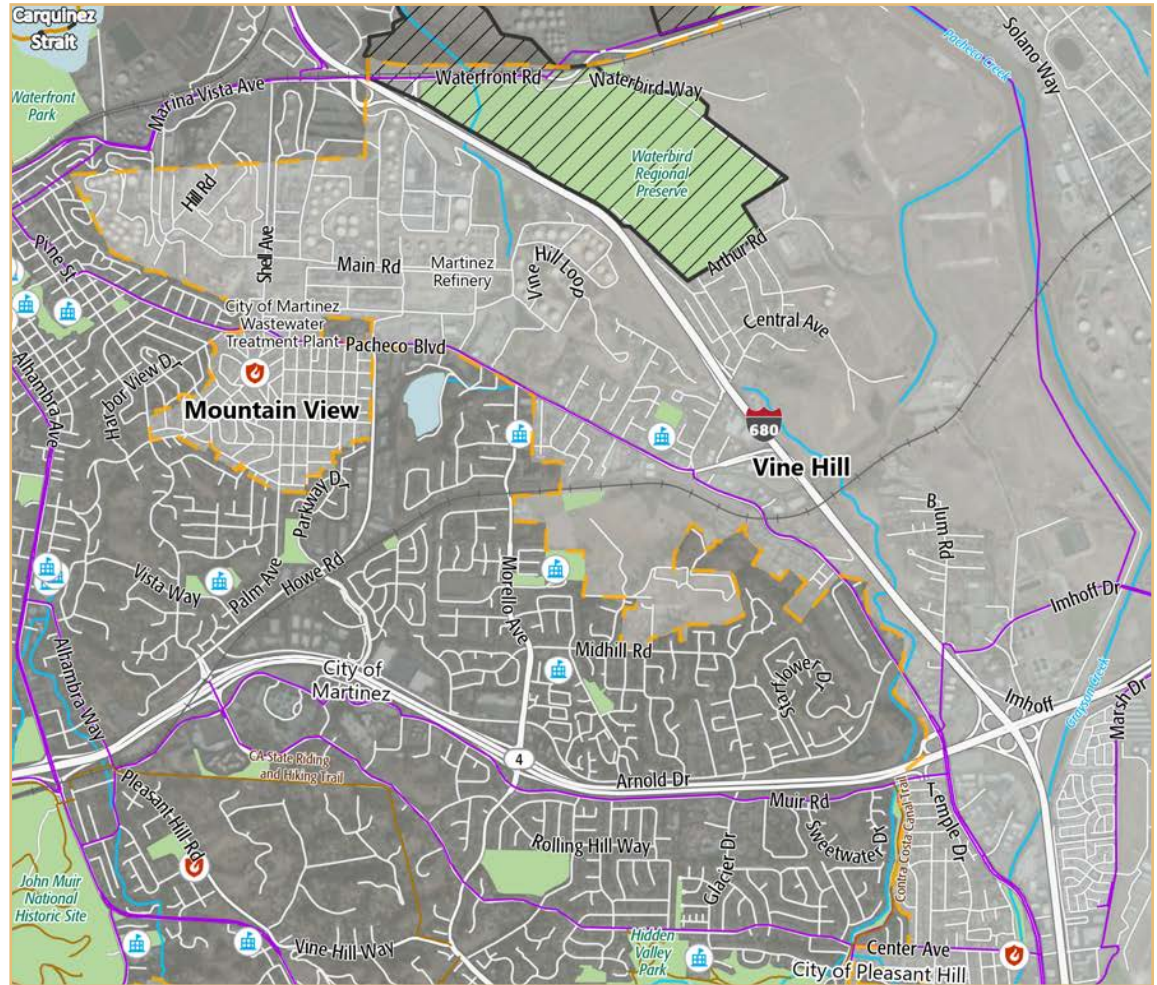 Carquinez
Strait
Waterfront
Park
Marina Vista Ave
Waterfront Rd
Waterbird Way
Pacheco Creek
Solano Way
Waterbird
Regional
Preserve
Hill Rd
Shell Ave
Main Rd
Martinez
Refinery
Vine
Hill Loop
Arthur Rd
Central Ave
Pine St
City of Martinez
Wastewater
Treatment Plant
Pacheco Blvd
Alhambra Ave
Harbor View Dr
Mountain View
680
Vine Hill
Parkway Dr
Blum Rd
Vista Way
Palm Ave
Howe Rd
Morello Ave
Imhoff Dr
Midhill Rd
Starflower Dr
Alhambra Way
City of
Martinez
Imhoff
Grayson Creek
Marsh Dr
4
CA State Riding
and Hiking Trail
Arnold Dr
Muir Rd
Pleasant Hill Rd
Rolling Hill Way
Glacier Dr
Sweetwater Dr
Contra Costa Canal Trail
Temple Dr
John Muir
National
Historic Site
Vine Hill Way
Hidden
Valley
Park
Center Ave
City of Pleasant Hill